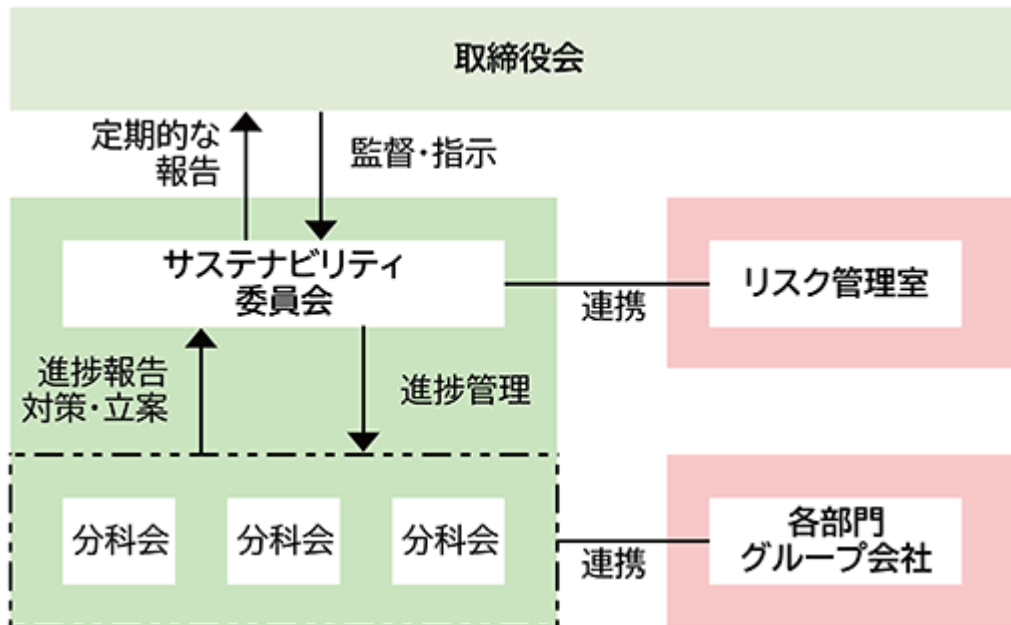 取締役会
定期的な
報告
監督・指示
サステナビリティ
委員会
連携
リスク管理室
進捗報告
対策・立案
進捗管理
分科会
分科会
分科会
連携
各部門
グループ会社